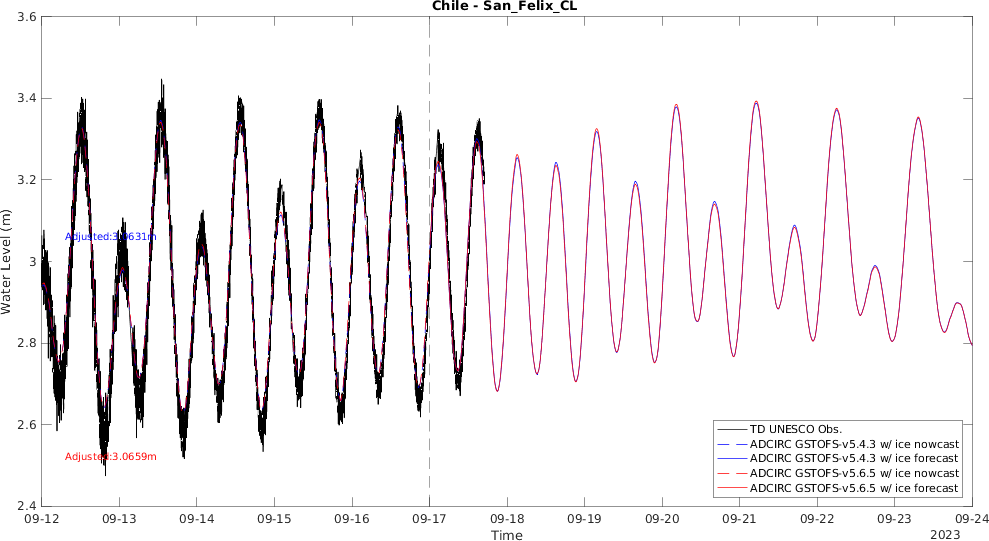 Chile - San_Felix_CL
3.6
3.4
3.2
3
2.8
2.6
2.4
Water Level (m)
Adjusted:3.0631m
Adjusted:3.0659m
TD UNESCO Obs.
ADCIRC GSTOFS-v5.4.3 w/ ice nowcast
ADCIRC GSTOFS-v5.4.3 w/ ice forecast
ADCIRC GSTOFS-v5.6.5 w/ ice nowcast
ADCIRC GSTOFS-v5.6.5 w/ ice forecast
09-12 09-13 09-14 09-15 09-16 09-17 09-18 09-19 09-20 09-21 09-22 09-23 09-24
Time
2023